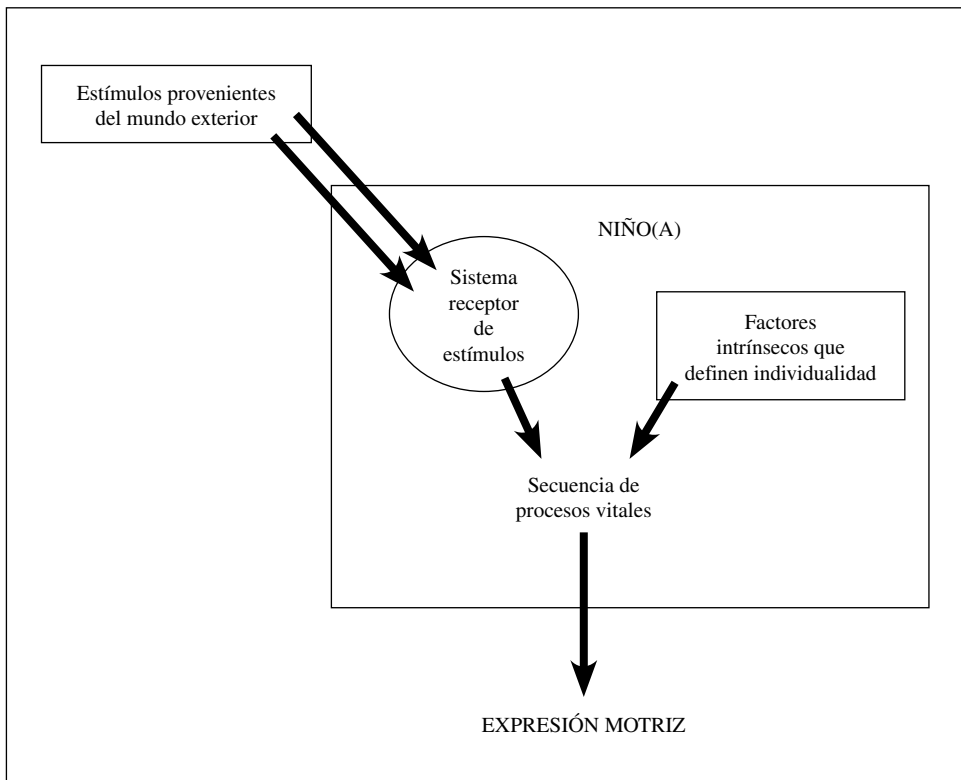 Estímulos provenientes
del mundo exterior
NIÑO(A)
Sistema
receptor
de
estímulos
Factores
intrínsecos que
definen individualidad
Secuencia de
procesos vitales
EXPRESIÓN MOTRIZ